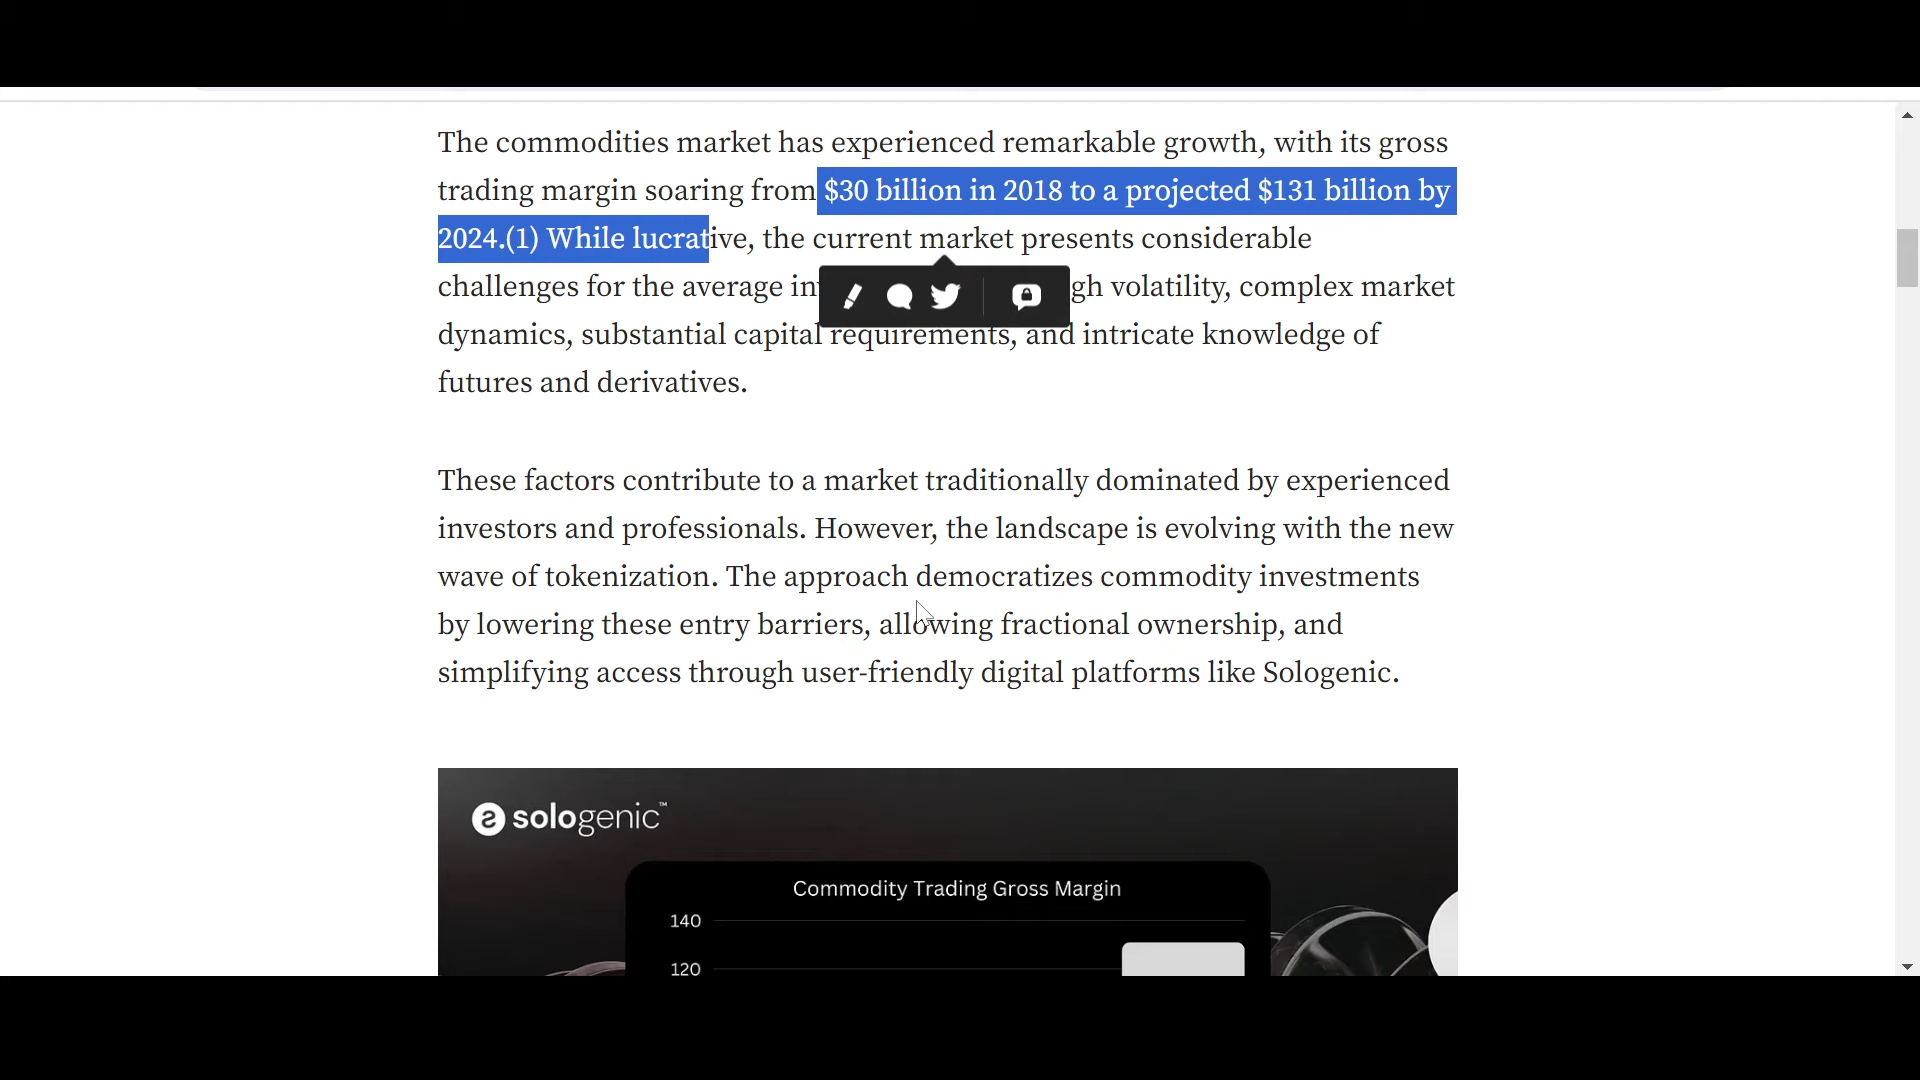 The commodities market has experienced remarkable growth, with its gross
trading margin soaring from $30 billion in 2018 to a projected $131 billion by
2024.(1) While lucrative, the current market presents considerable
challenges for the average in gh volatility, complex market
dynamics, substantial capital requirements, and intricate knowledge of
futures and derivatives.
These factors contribute to a market traditionally dominated by experienced
investors and professionals. However, the landscape is evolving with the new
wave of tokenization. The approach democratizes commodity investments
by lowering these entry barriers, allowing fractional ownership, and
simplifying access through user-friendly digital platforms like Sologenic.
sologenic™
Commodity Trading Gross Margin
140
120